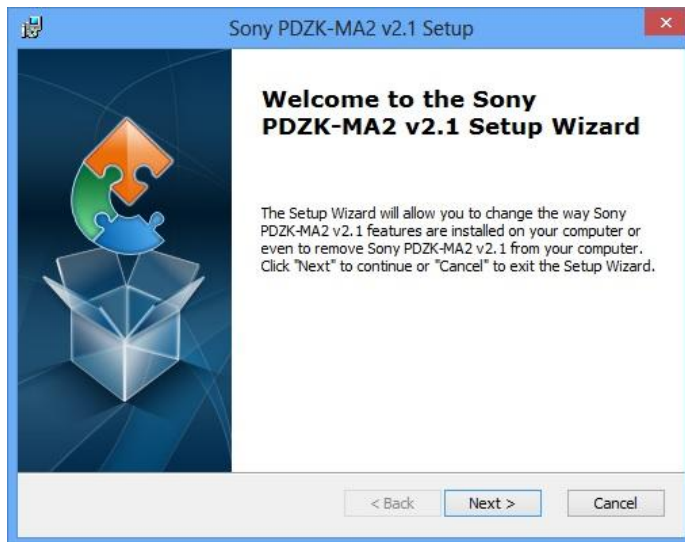 Sony PDZK-MA2 v2.1 Setup
Welcome to the Sony
PDZK-MA2 v2.1 Setup Wizard
The Setup Wizard will allow you to change the way Sony
PDZK-MA2 v2.1 features are installed on your computer or
even to remove Sony PDZK-MA2 v2.1 from your computer.
Click "Next" to continue or "Cancel" to exit the Setup Wizard.
< Back Next > Cancel